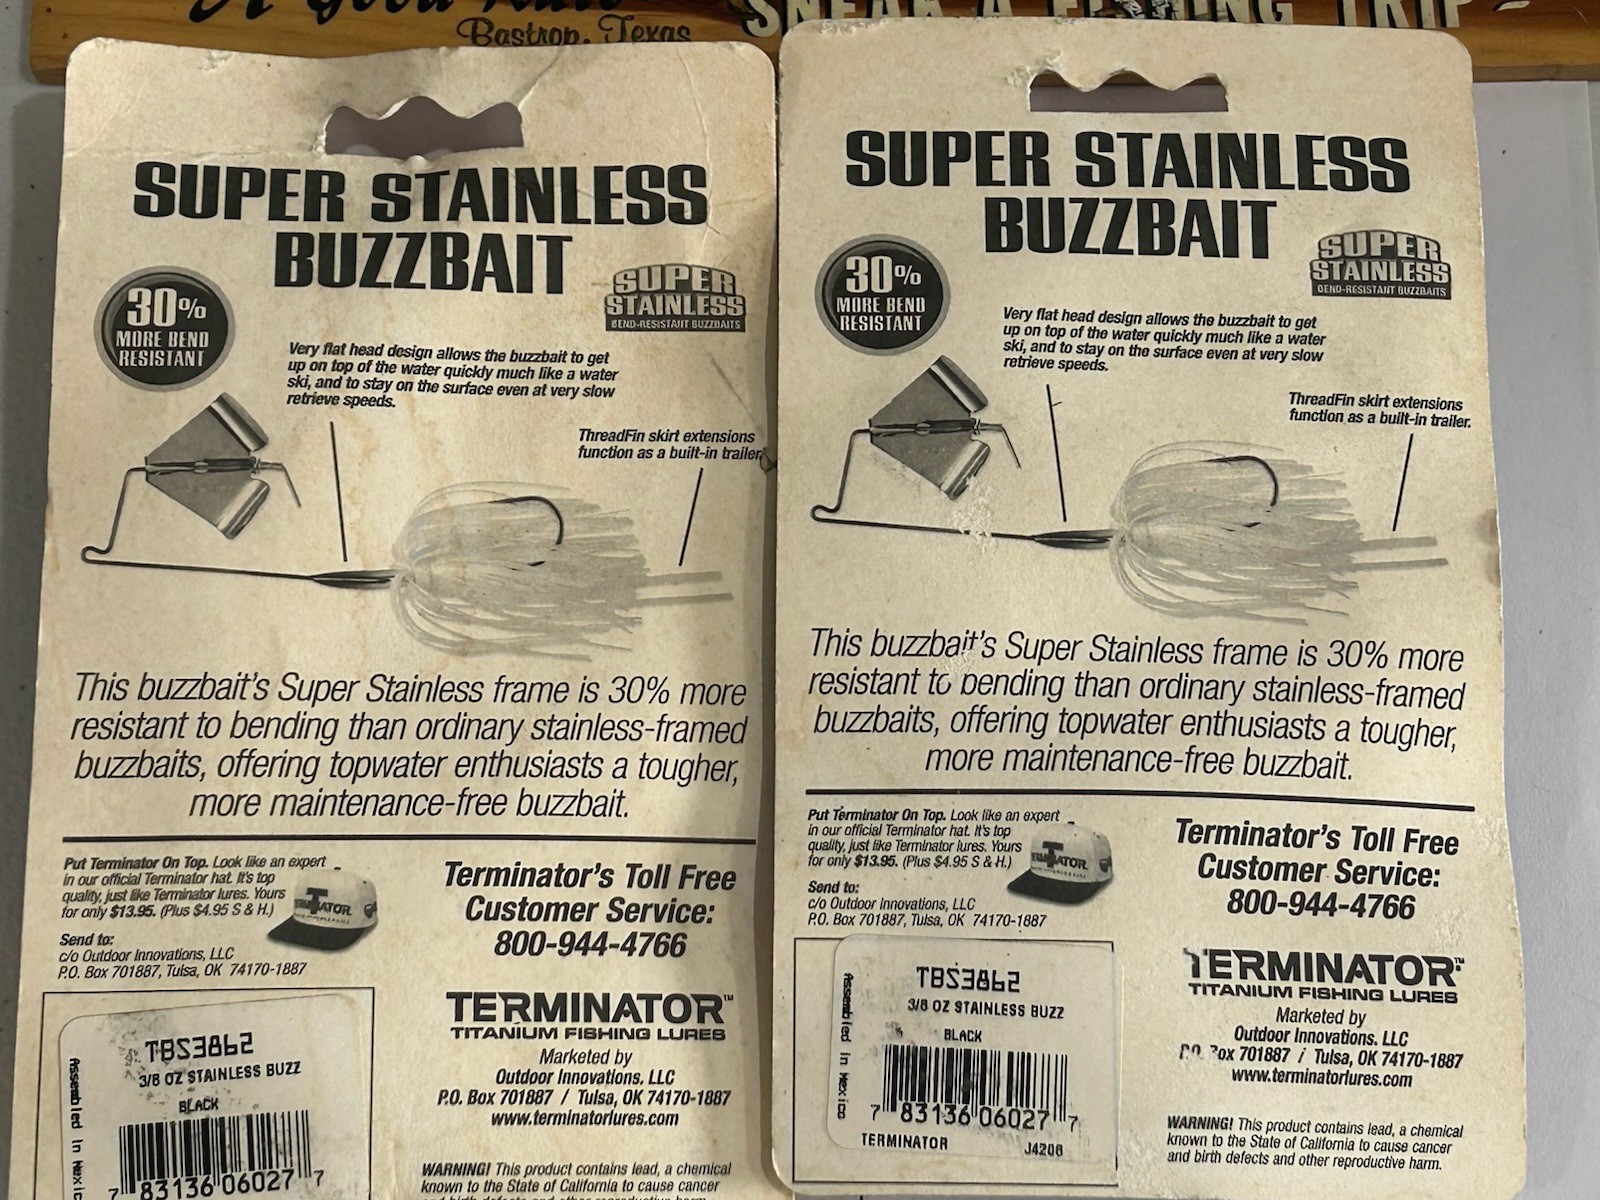 Bastrop, Texas
SNEAK A FISHING TRIP
SUPER STAINLESS
BUZZBAIT
30%
MORE BEND
RESISTANT
SUPER
STAINLESS
BEND-RESISTANT BUZZBAITS
Very flat head design allows the buzzbait to get
up on top of the water quickly much like a water
ski, and to stay on the surface even at very slow
retrieve speeds.
ThreadFin skirt extensions
function as a built-in trailer.
This buzzbait's Super Stainless frame is 30% more
resistant to bending than ordinary stainless-framed
buzzbaits, offering topwater enthusiasts a tougher,
more maintenance-free buzzbait.
Put Terminator On Top. Look like an expert
in our official Terminator hat. It's top
quality, just like Terminator lures. Yours
for only $13.95. (Plus $4.95 S & H.)
Send to:
c/o Outdoor Innovations, LLC
P.O. Box 701887, Tulsa, OK 74170-1887
Terminator's Toll Free
Customer Service:
800-944-4766
TERMINATOR™
TITANIUM FISHING LURES
Marketed by
Outdoor Innovations. LLC
P.O. Box 701887 / Tulsa, OK 74170-1887
www.terminatorlures.com
WARNING! This product contains lead, a chemical
known to the State of California to cause cancer
TBS3862
3/8 OZ STAINLESS BUZZ
BLACK
Assembled in Mexic
7 83136 06027 7
SUPER STAINLESS
BUZZBAIT
30%
MORE BEND
RESISTANT
SUPER
STAINLESS
BEND-RESISTANT BUZZBAITS
Very flat head design allows the buzzbait to get
up on top of the water quickly much like a water
ski, and to stay on the surface even at very slow
retrieve speeds.
ThreadFin skirt extensions
function as a built-in trailer.
This buzzbait's Super Stainless frame is 30% more
resistant to bending than ordinary stainless-framed
buzzbaits, offering topwater enthusiasts a tougher,
more maintenance-free buzzbait.
Put Terminator On Top. Look like an expert
in our official Terminator hat. It's top
quality, just like Terminator lures. Yours
for only $13.95. (Plus $4.95 S & H.)
Send to:
c/o Outdoor Innovations, LLC
P.O. Box 701887, Tulsa, OK 74170-1887
Terminator's Toll Free
Customer Service:
800-944-4766
TERMINATOR™
TITANIUM FISHING LURES
Marketed by
Outdoor Innovations. LLC
P.O. Box 701887 / Tulsa, OK 74170-1887
www.terminatorlures.com
WARNING! This product contains lead, a chemical
known to the State of California to cause cancer
and birth defects and other reproductive harm.
TBS3862
3/8 OZ STAINLESS BUZZ
BLACK
Assembled in Mexico
7 83136 06027 7
TERMINATOR J4206